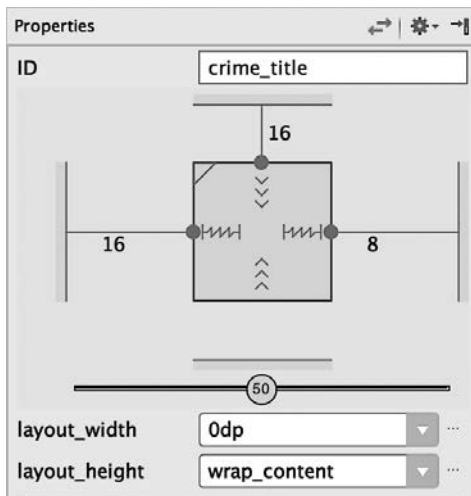 Properties
ID crime_title
16
16 8
50
layout_width 0dp ...
layout_height wrap_content ...